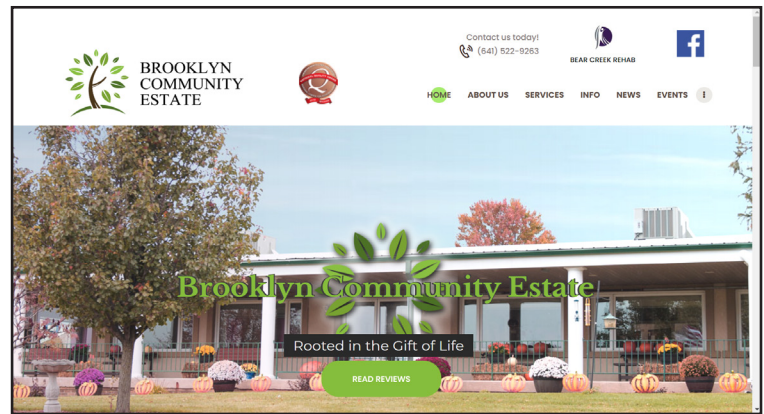 Contact us today!
(641) 522-9263
BEAR CREEK REHAB
f
BROOKLYN
COMMUNITY
ESTATE
Q
HOME ABOUT US SERVICES INFO NEWS EVENTS
Brooklyn Community Estate
Rooted in the Gift of Life
READ REVIEWS